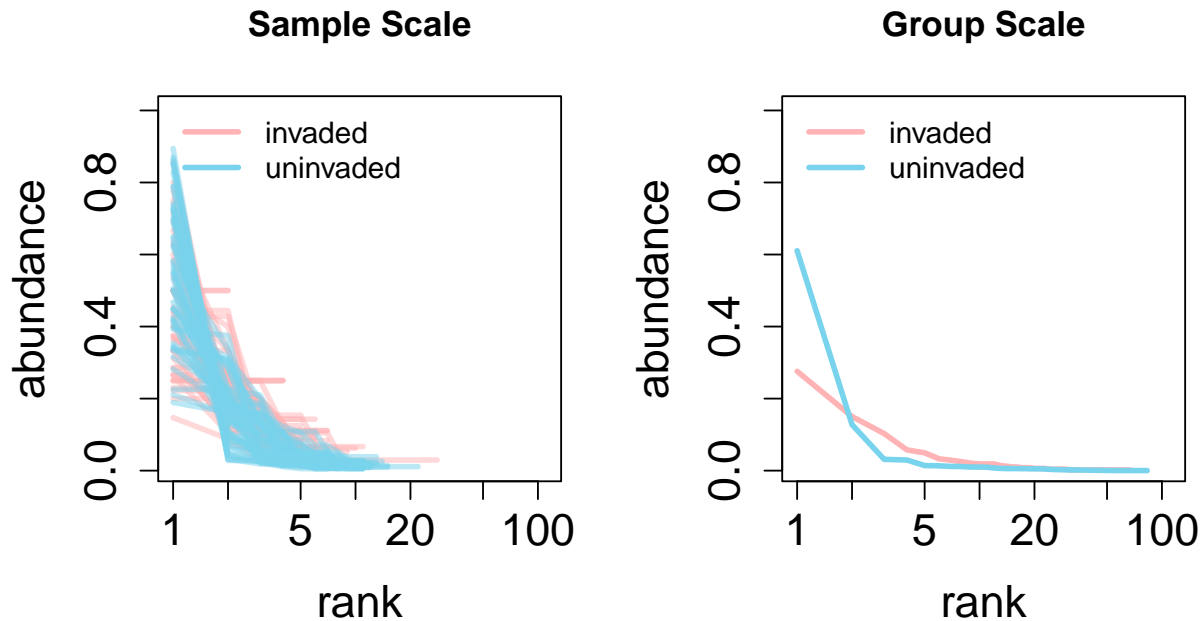 Sample Scale
invaded
uninvaded
abundance
0.0
0.4
0.8
1
5
20
100
rank
Group Scale
invaded
uninvaded
abundance
0.0
0.4
0.8
1
5
20
100
rank